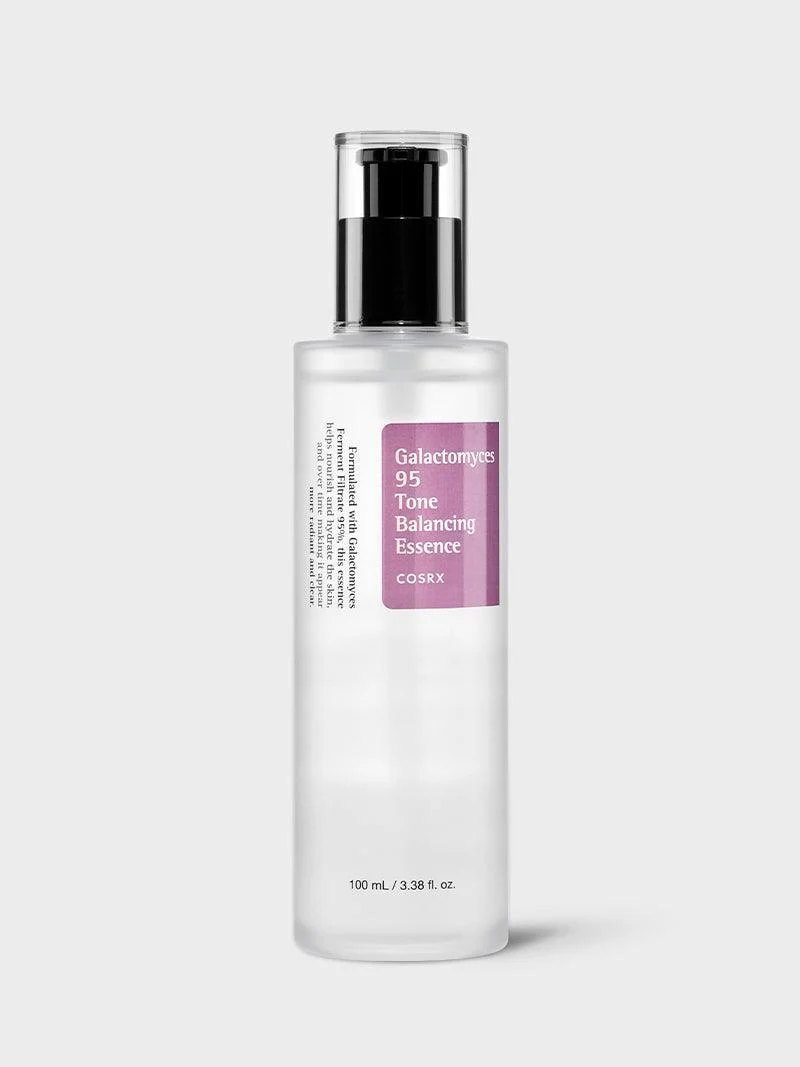 Galactomyces
95
Tone
Balancing
Essence
COSRX
Formulated with Galactomyces
Ferment Filtrate 95%, this essence
helps nourish and hydrate the skin,
and over time making it appear
more radiant and clear.
100 mL / 3.38 fl. oz.